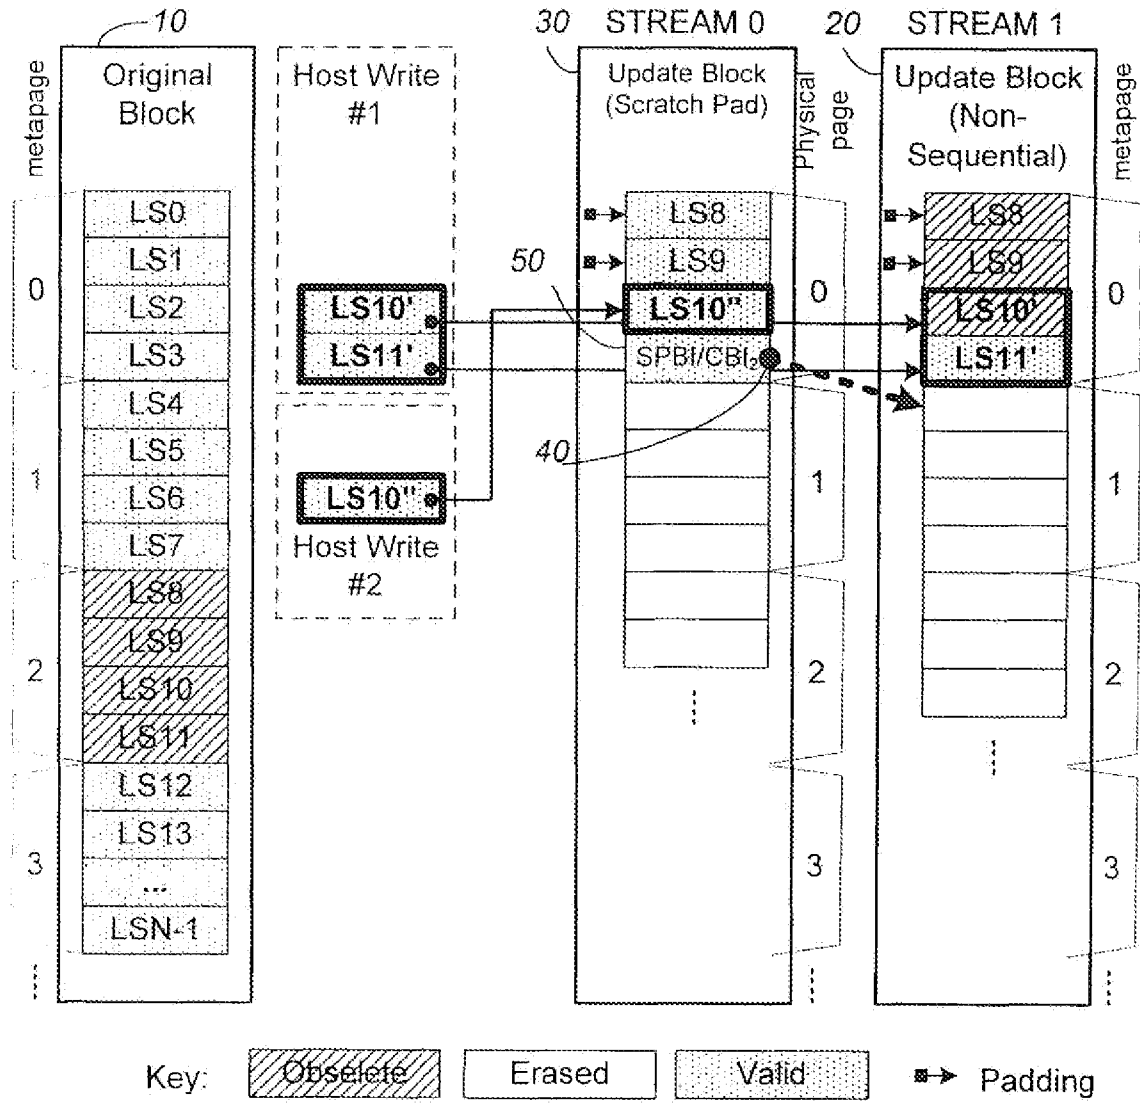 10
30
STREAM 0
20
STREAM 1
metapage
Original
Block
Host Write
#1
Update Block
(Scratch Pad)
Physical
page
Update Block
(Non-
Sequential)
metapage
LS0
LS1
LS2
LS3
LS4
LS5
LS6
LS7
LS8
LS9
LS10
LS11
LS12
LS13
...
LSN-1
0
1
2
3
LS10'
LS11'
LS10"
Host Write
#2
50
LS8
LS9
LS10"
SPBI/CBI₂
40
0
1
2
3
LS8
LS9
LS10'
LS11'
0
1
2
3
Key:
Obselete
Erased
Valid
Padding